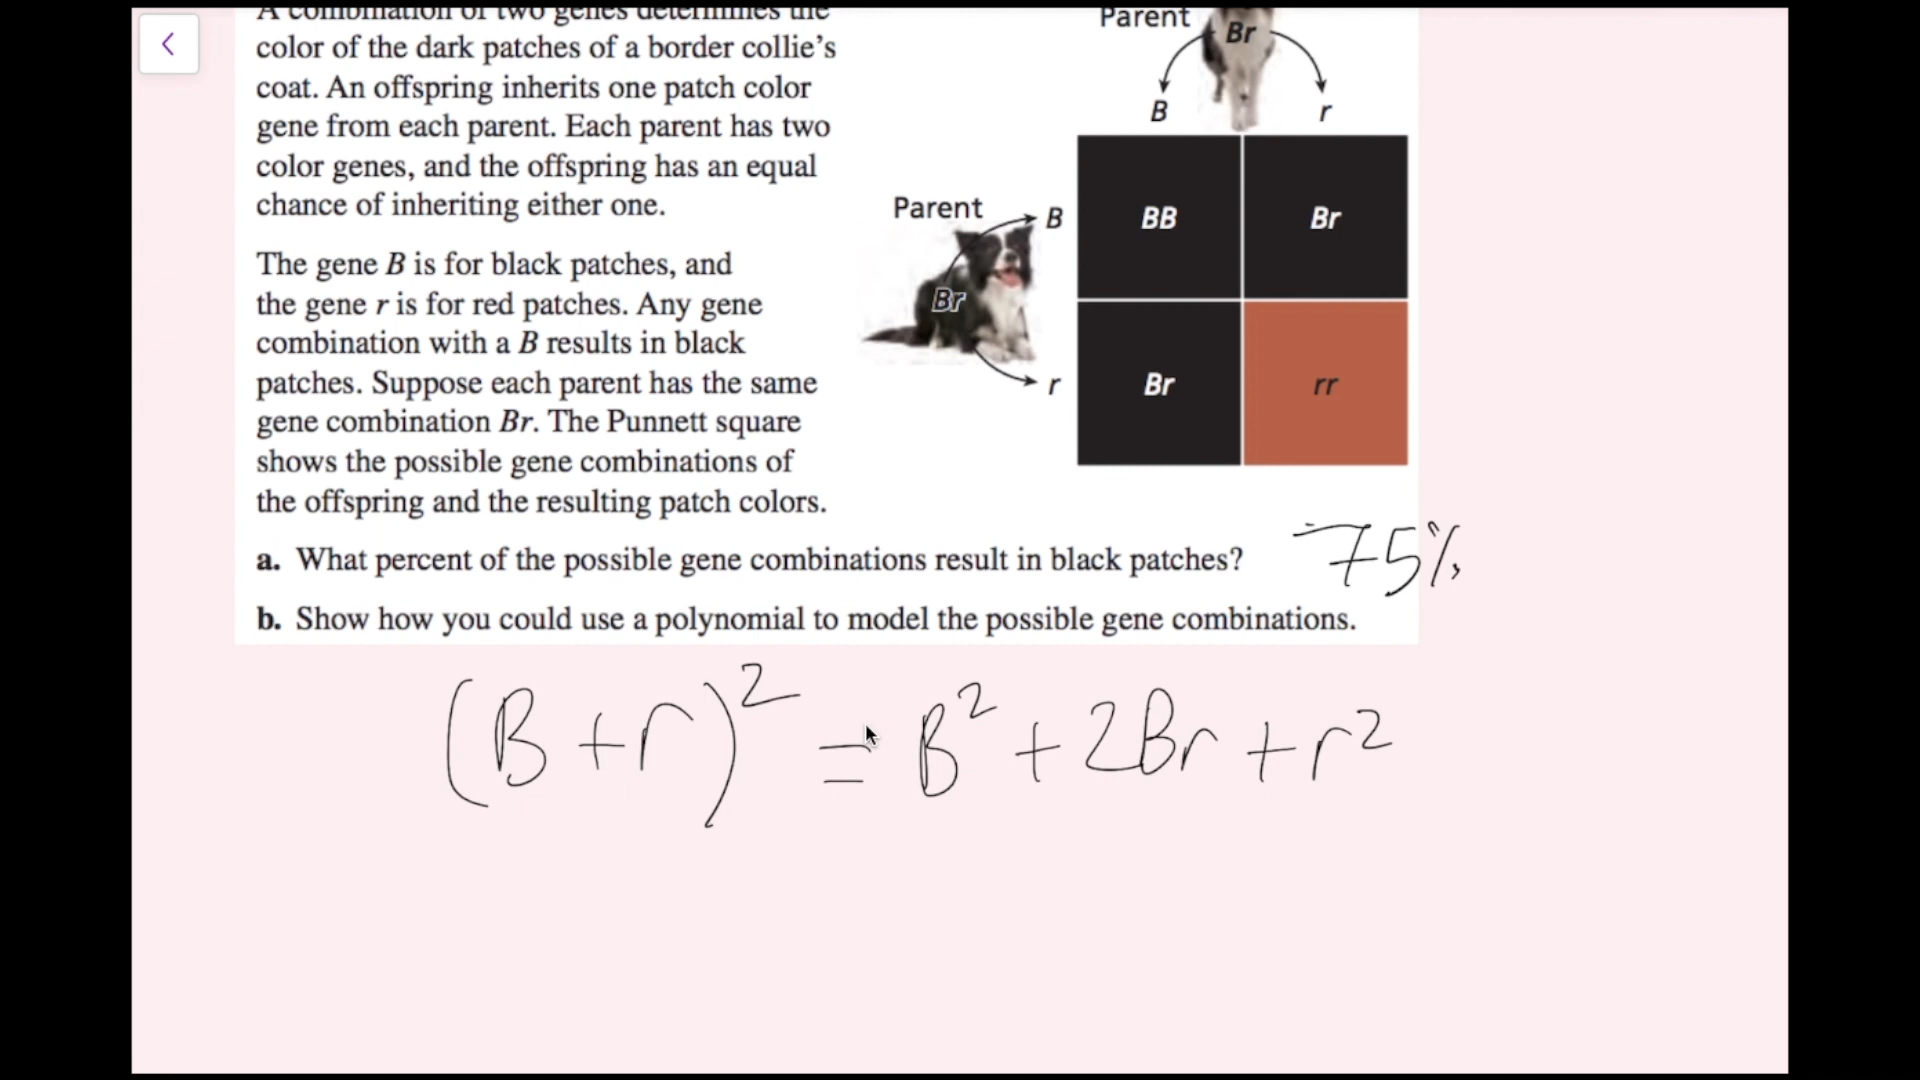 A combination of two genes determines the
color of the dark patches of a border collie's
coat. An offspring inherits one patch color
gene from each parent. Each parent has two
color genes, and the offspring has an equal
chance of inheriting either one.
The gene B is for black patches, and
the gene r is for red patches. Any gene
combination with a B results in black
patches. Suppose each parent has the same
gene combination Br. The Punnett square
shows the possible gene combinations of
the offspring and the resulting patch colors.
Parent
Br
B r
Parent
Br
B
r
BB Br
Br rr
a. What percent of the possible gene combinations result in black patches? 75%
b. Show how you could use a polynomial to model the possible gene combinations.
(B+r)² = B² + 2Br + r²